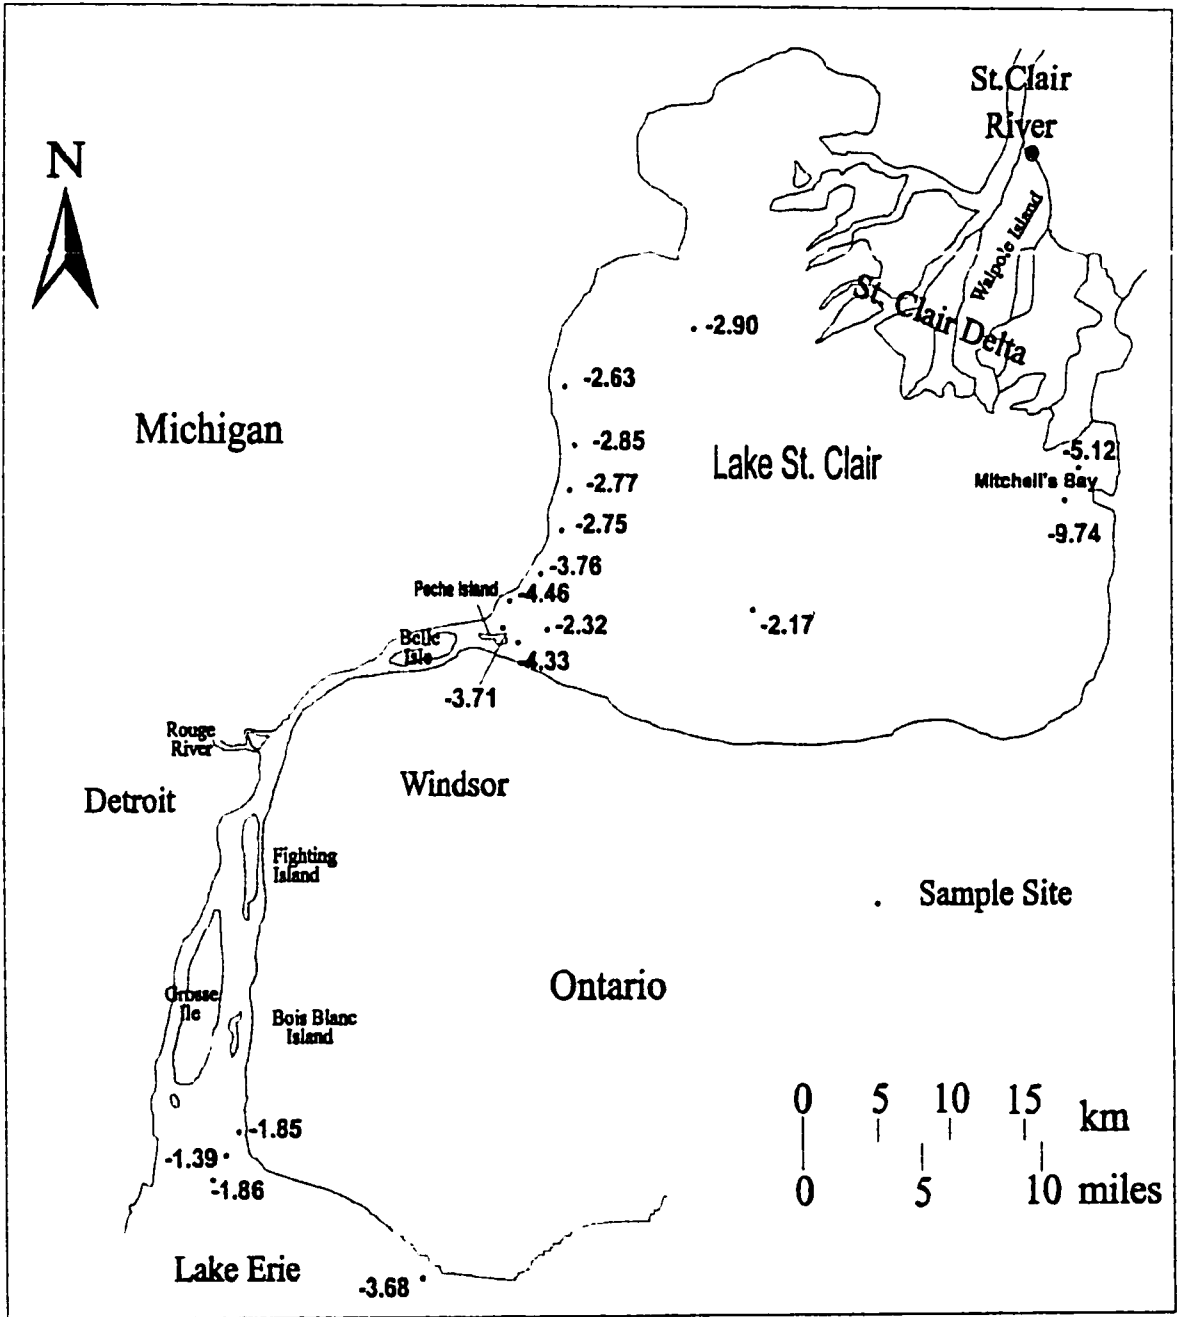 St.Clair
River
N
Walpole Island
St. Clair Delta
-2.90
-2.63
Michigan
-2.85
Lake St. Clair
-5.12
Mitchell's Bay
-2.77
-2.75
-9.74
-3.76
Peche Island
-4.46
-2.32
-2.17
Belle
Isle
-4.33
-3.71
Rouge
River
Windsor
Detroit
Fighting
Island
Sample Site
Ontario
Grosse
Ile
Bois Blanc
Island
0 5 10 15 km
-1.85
-1.39
-1.86
0 5 10 miles
Lake Erie
-3.68